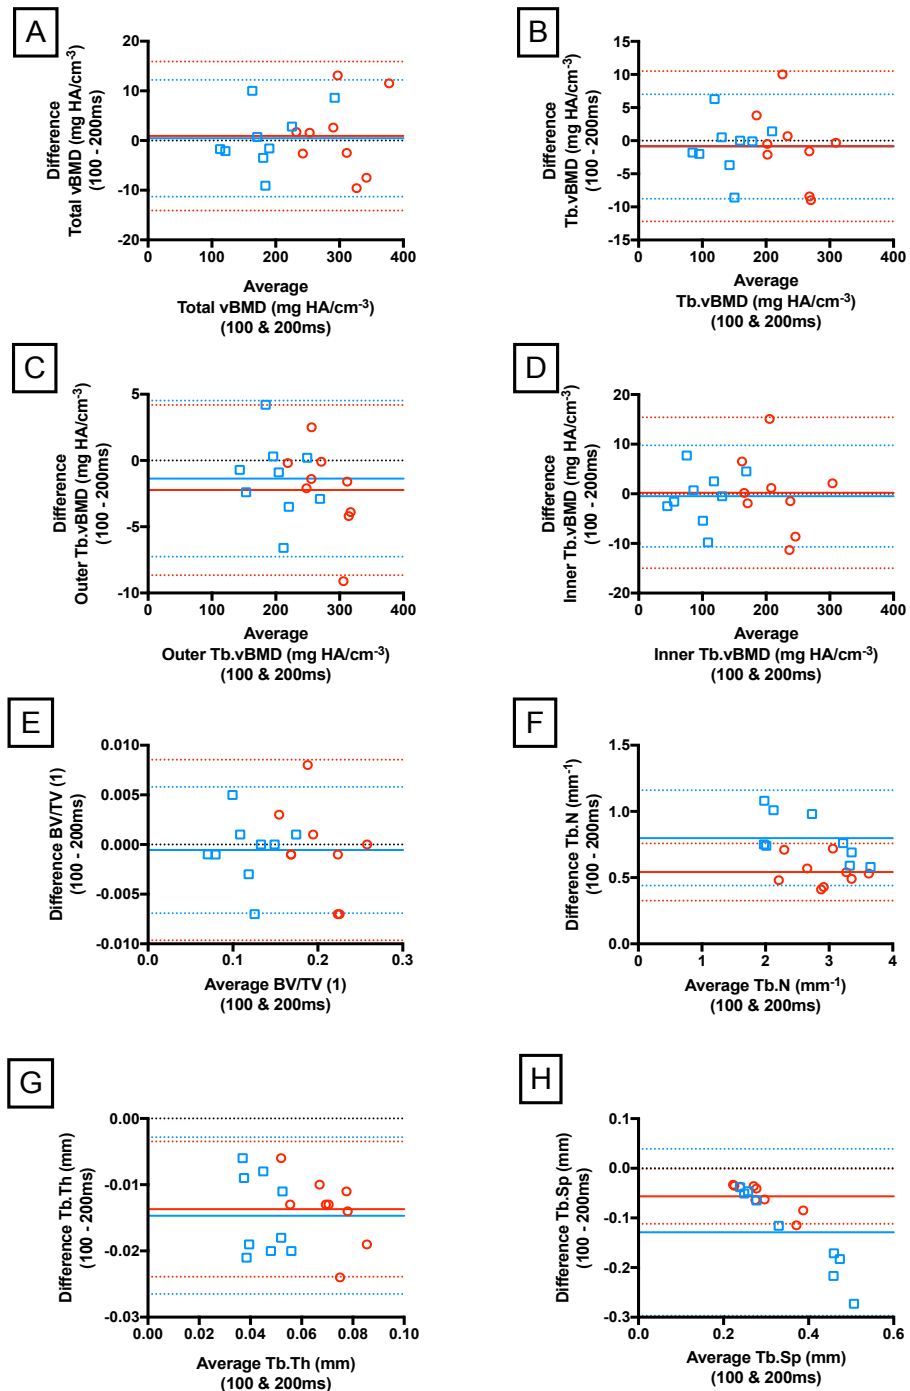 A
Difference
Total vBMD (mg HA/cm-3)
(100 - 200ms)
20
10
0
-10
-20
0 100 200 300 400
Average
Total vBMD (mg HA/cm-3)
(100 & 200ms)
B
Difference
Tb.vBMD (mg HA/cm-3)
(100 - 200ms)
15
10
5
0
-5
-10
-15
0 100 200 300 400
Average
Tb.vBMD (mg HA/cm-3)
(100 & 200ms)
C
Difference
Outer Tb.vBMD (mg HA/cm-3)
(100 - 200ms)
5
0
-5
-10
0 100 200 300 400
Average
Outer Tb.vBMD (mg HA/cm-3)
(100 & 200ms)
D
Difference
Inner Tb.vBMD (mg HA/cm-3)
(100 - 200ms)
20
10
0
-10
-20
0 100 200 300 400
Average
Inner Tb.vBMD (mg HA/cm-3)
(100 & 200ms)
E
Difference BV/TV (1)
(100 - 200ms)
0.010
0.005
0.000
-0.005
-0.010
0.0 0.1 0.2 0.3
Average BV/TV (1)
(100 & 200ms)
F
Difference Tb.N (mm-1)
(100 - 200ms)
1.5
1.0
0.5
0.0
0 1 2 3 4
Average Tb.N (mm-1)
(100 & 200ms)
G
Difference Tb.Th (mm)
(100 - 200ms)
0.00
-0.01
-0.02
-0.03
0.00 0.02 0.04 0.06 0.08 0.10
Average Tb.Th (mm)
(100 & 200ms)
H
Difference Tb.Sp (mm)
(100 - 200ms)
0.1
0.0
-0.1
-0.2
-0.3
0.0 0.2 0.4 0.6
Average Tb.Sp (mm)
(100 & 200ms)